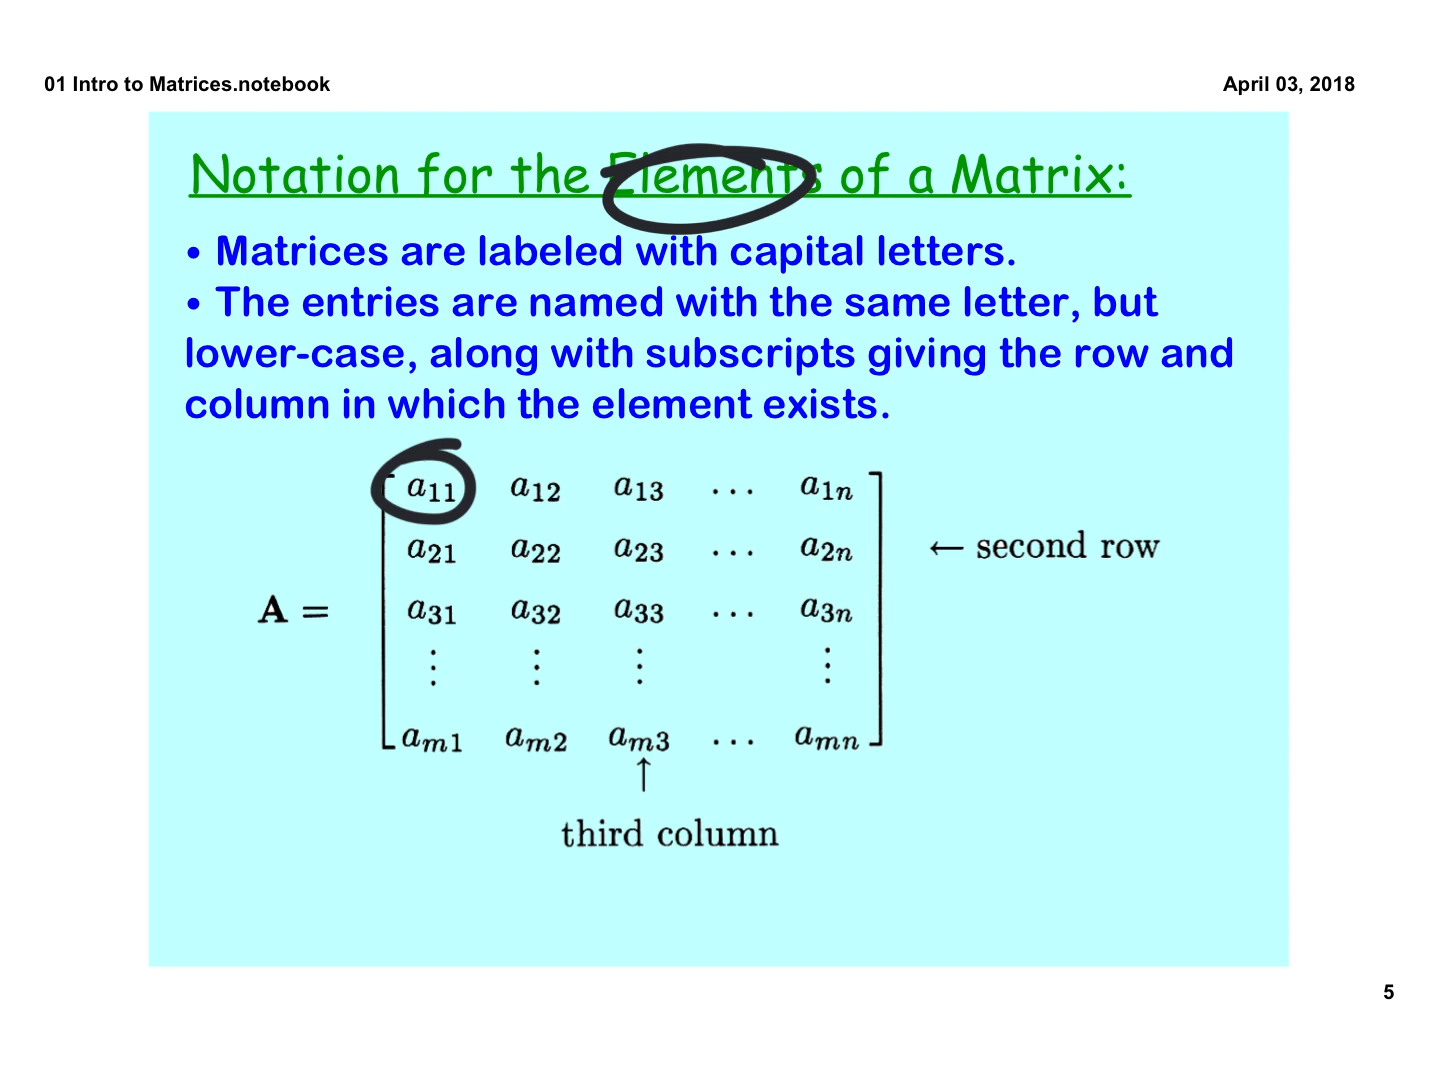 01 Intro to Matrices.notebook
April 03, 2018
Notation for the Elements of a Matrix:
• Matrices are labeled with capital letters.
• The entries are named with the same letter, but
lower-case, along with subscripts giving the row and
column in which the element exists.
a11 a12 a13 ... a1n
a21 a22 a23 ... a2n ← second row
A = a31 a32 a33 ... a3n
⋮ ⋮ ⋮ ⋮
am1 am2 am3 ... amn
↑
third column
5